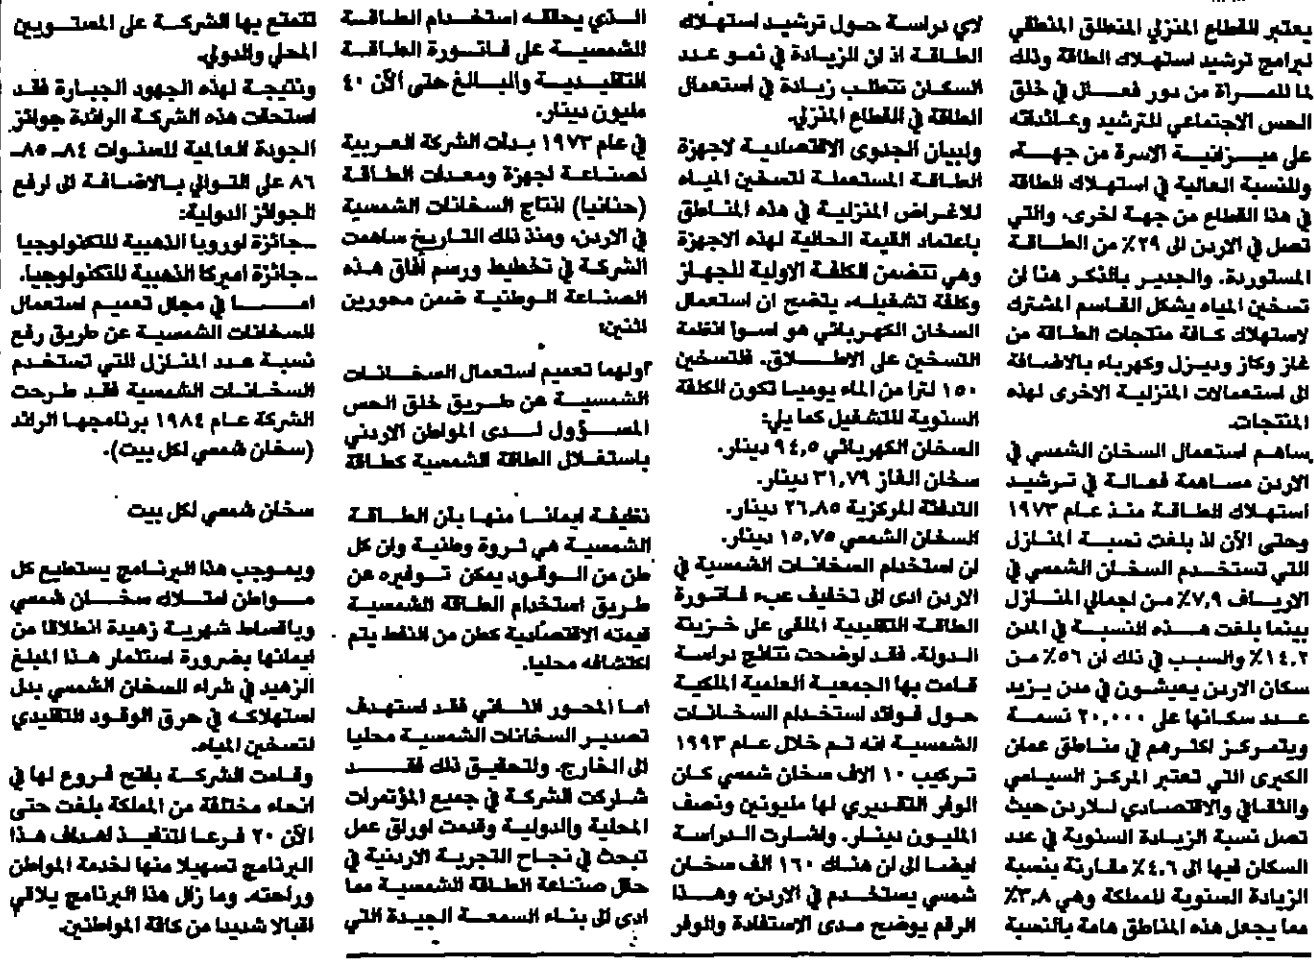 يعتبر القطاع المنزلي المنطلق المنطقي
لبرامج ترشيد استهلاك الطاقة وذلك
لما للمراة من دور فعال في خلق
الحس الاجتماعي للترشيد وعائداته
على ميزانية الاسرة من جهة،
وللنسبة العالية في استهلاك الطاقة
في هذا القطاع من جهة اخرى، والتي
تصل في الاردن الى ٢٩٪ من الطاقة
المستوردة. والجدير بالذكر هنا ان
تسخين المياه يشكل القاسم المشترك
لاستهلاك كافة منتجات الطاقة من
غاز وكاز وديزل وكهرباء بالاضافة
الى استعمالات المنزلية الاخرى لهذه
المنتجات.
يساهم استعمال السخان الشمسي في
الاردن مساهمة فعالة في ترشيد
استهلاك الطاقة منذ عام ١٩٧٣
وحتى الآن اذ بلغت نسبة المنازل
التي تستخدم السخان الشمسي في
الارياف ٧,٩٪ من اجمالي المنازل
بينما بلغت هذه النسبة في المدن
١٤.٢٪ والسبب في ذلك ان ٥٦٪ من
سكان الاردن يعيشون في مدن يزيد
عدد سكانها على ٢٠,٠٠٠ نسمة
ويتمركز اكثرهم في مناطق عمان
الكبرى التي تعتبر المركز السياسي
والثقافي والاقتصادي للاردن حيث
تصل نسبة الزيادة السنوية في عدد
السكان فيها الى ٤.٦٪ مقارنة بنسبة
الزيادة السنوية للمملكة وهي ٣,٨٪
مما يجعل هذه المناطق هامة بالنسبة
لاي دراسة حول ترشيد استهلاك
الطاقة اذ ان الزيادة في نمو عدد
السكان تتطلب زيادة في استعمال
الطاقة في القطاع المنزلي.
ولبيان الجدوى الاقتصادية لاجهزة
الطاقة المستعملة لتسخين المياه
للاغراض المنزلية في هذه المناطق
باعتماد القيمة الحالية لهذه الاجهزة
وهي تتضمن الكلفة الاولية للجهاز
وكلفة تشغيله، يتضح ان استعمال
السخان الكهربائي هو اسوأ انظمة
التسخين على الاطلاق. فلتسخين
١٥٠ لترا من الماء يوميا تكون الكلفة
السنوية للتشغيل كما يلي:
السخان الكهربائي ٩٤,٥ دينار.
سخان الغاز ٣١,٧٩ دينار.
التدفئة المركزية ٢٦,٨٥ دينار.
السخان الشمسي ١٥,٧٥ دينار.
ان استخدام السخانات الشمسية في
الاردن ادى الى تخفيف عبء فاتورة
الطاقة التقليدية الملقى على خزينة
الدولة. فقد اوضحت نتائج دراسة
قامت بها الجمعية العلمية الملكية
حول فوائد استخدام السخانات
الشمسية انه تم خلال عام ١٩٩٣
تركيب ١٠ الاف سخان شمسي كان
الوفر التقديري لها مليونين ونصف
المليون دينار. واشارت الدراسة
ايضا الى ان هناك ١٦٠ الف سخان
شمسي يستخدم في الاردن، وهذا
الرقم يوضح مدى الاستفادة والوفر
الذي يحققه استخدام الطاقة
الشمسية على فاتورة الطاقة
التقليدية والبالغ حتى الآن ٤٠
مليون دينار.
في عام ١٩٧٣ بدأت الشركة العربية
لصناعة اجهزة ومعدات الطاقة
(حنانيا) انتاج السخانات الشمسية
في الاردن، ومنذ ذلك التاريخ ساهمت
الشركة في تخطيط ورسم آفاق هذه
الصناعة الوطنية ضمن محورين
اثنين:
أولهما تعميم استعمال السخانات
الشمسية عن طريق خلق الحس
المسؤول لدى المواطن الاردني
باستغلال الطاقة الشمسية كطاقة
نظيفة ايمانا منها بأن الطاقة
الشمسية هي ثروة وطنية وان كل
طن من الوقود يمكن توفيره عن
طريق استخدام الطاقة الشمسية
قيمته الاقتصادية كطن من النفط يتم
اكتشافه محليا.
اما المحور الثاني فقد استهدف
تصدير السخانات الشمسية محليا
الى الخارج. ولتحقيق ذلك فقد
شاركت الشركة في جميع المؤتمرات
المحلية والدولية وقدمت اوراق عمل
تبحث في نجاح التجربة الاردنية في
حقل صناعة الطاقة الشمسية مما
ادى الى بناء السمعة الجيدة التي
تتمتع بها الشركة على المستويين
المحلي والدولي.
ونتيجة لهذه الجهود الجبارة فقد
استحقت هذه الشركة الرائدة جوائز
الجودة العالمية للسنوات ٨٤ـ ٨٥ـ
٨٦ على التوالي بالاضافة الى ارفع
الجوائز الدولية:
ـ جائزة اوروبا الذهبية للتكنولوجيا
ـ جائزة اميركا الذهبية للتكنولوجيا.
اما في مجال تعميم استعمال
السخانات الشمسية عن طريق رفع
نسبة عدد المنازل التي تستخدم
السخانات الشمسية فقد طرحت
الشركة عام ١٩٨٤ برنامجها الرائد
(سخان شمسي لكل بيت).
سخان شمسي لكل بيت
وبموجب هذا البرنامج يستطيع كل
مواطن امتلاك سخان شمسي
وباقساط شهرية زهيدة انطلاقا من
ايمانها بضرورة استثمار هذا المبلغ
الزهيد في شراء السخان الشمسي بدل
استهلاكه في حرق الوقود التقليدي
لتسخين المياه.
وقامت الشركة بفتح فروع لها في
انحاء مختلفة من المملكة بلغت حتى
الآن ٢٠ فرعا لتنفيذ اهداف هذا
البرنامج تسهيلا منها لخدمة المواطن
وراحته. وما زال هذا البرنامج يلاقي
اقبالا شديدا من كافة المواطنين.